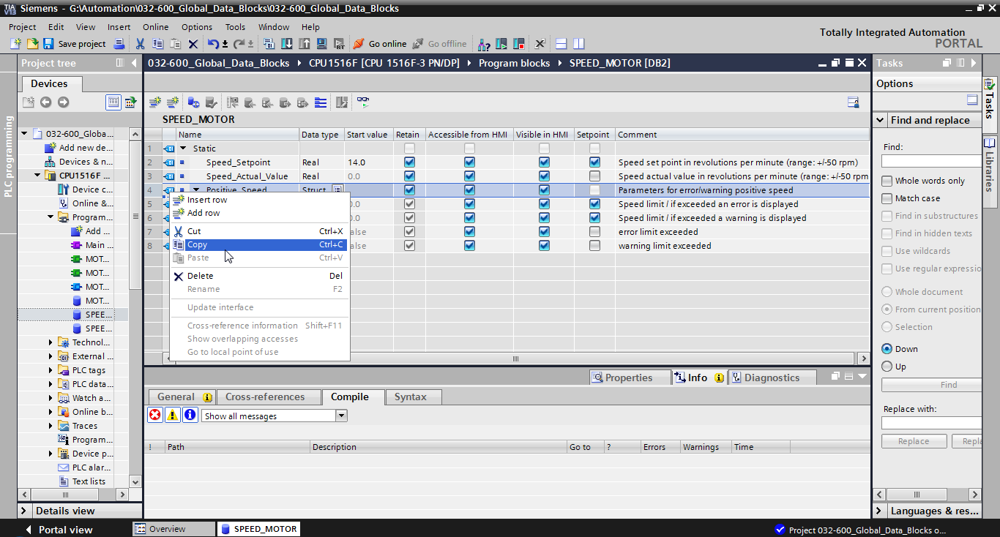 TIA V13 Siemens - G:\Automation\032-600_Global_Data_Blocks\032-600_Global_Data_Blocks
Project Edit View Insert Online Options Tools Window Help
Totally Integrated Automation
PORTAL
Save project Go online Go offline
Project tree
032-600_Global_Data_Blocks CPU1516F [CPU 1516F-3 PN/DP] Program blocks SPEED_MOTOR [DB2]
Tasks
Devices
Options
PLC programming
SPEED_MOTOR
Find and replace
Name Data type Start value Retain Accessible from HMI Visible in HMI Setpoint Comment
1 Static
2 Speed_Setpoint Real 14.0 Speed set point in revolutions per minute (range: +/-50 rpm)
3 Speed_Actual_Value Real 0.0 Speed actual value in revolutions per minute (range: +/-50 rpm
4 Positive_Speed Struct Parameters for error/warning positive speed
5 0.0 Speed limit / if exceeded an error is displayed
6 0.0 Speed limit / if exceeded a warning is displayed
7 false error limit exceeded
8 false warning limit exceeded
Insert row
Add row
Cut Ctrl+X
Copy Ctrl+C
Paste Ctrl+V
Delete Del
Rename F2
Update interface
Cross-reference information Shift+F11
Show overlapping accesses
Go to local point of use
032-600_Globa...
Add new de...
Devices & n...
CPU1516F ...
Device c...
Online &...
Program...
Add ...
Main ...
MOT...
MOT...
MOT...
MOT...
SPEE...
SPEE...
Technol...
External ...
PLC tags
PLC data...
Watch a...
Online b...
Traces
Program...
Device p...
PLC alar...
Text lists
Details view
Find:
Whole words only
Match case
Find in substructures
Find in hidden texts
Use wildcards
Use regular expressio
Whole document
From current position
Selection
Down
Up
Find
Replace with:
Replace Repla
Languages & res...
Tasks
Libraries
Properties Info Diagnostics
General Cross-references Compile Syntax
Show all messages
! Path Description Go to ? Errors Warnings Time
Portal view Overview SPEED_MOTOR Project 032-600_Global_Data_Blocks o...